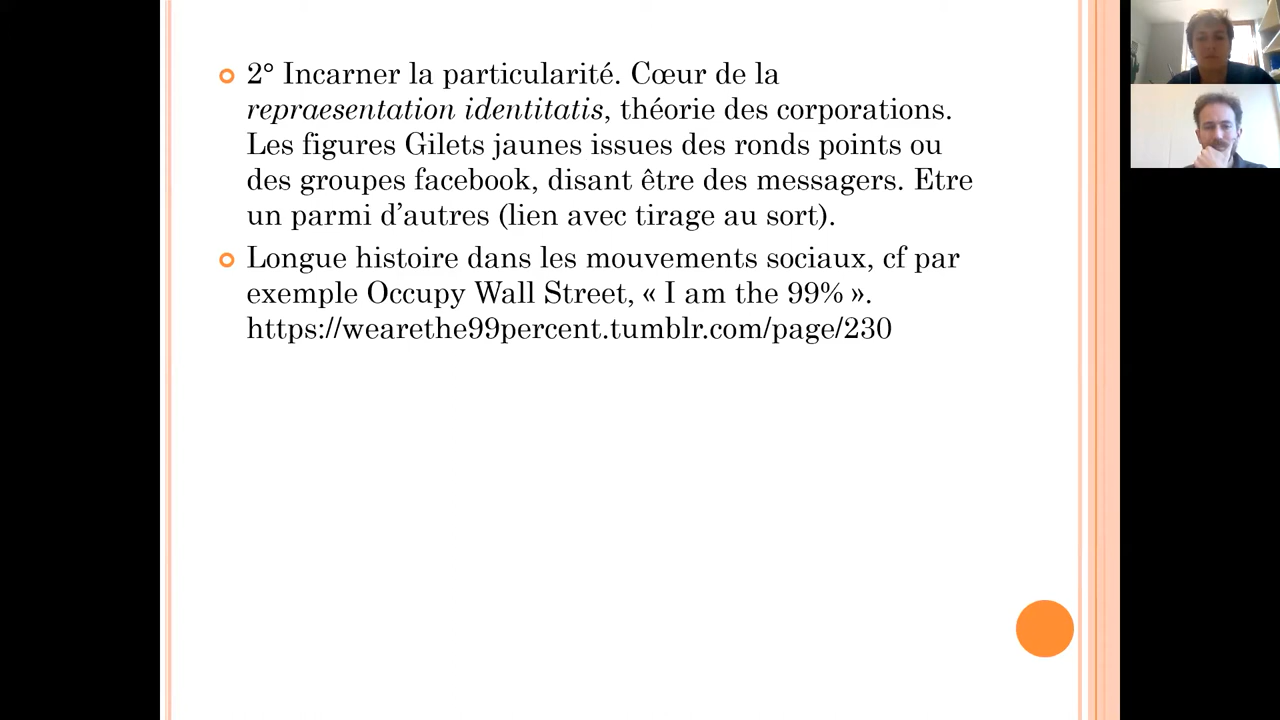 2° Incarner la particularité. Cœur de la
repraesentation identitatis, théorie des corporations.
Les figures Gilets jaunes issues des ronds points ou
des groupes facebook, disant être des messagers. Etre
un parmi d’autres (lien avec tirage au sort).
Longue histoire dans les mouvements sociaux, cf par
exemple Occupy Wall Street, « I am the 99% ».
https://wearethe99percent.tumblr.com/page/230